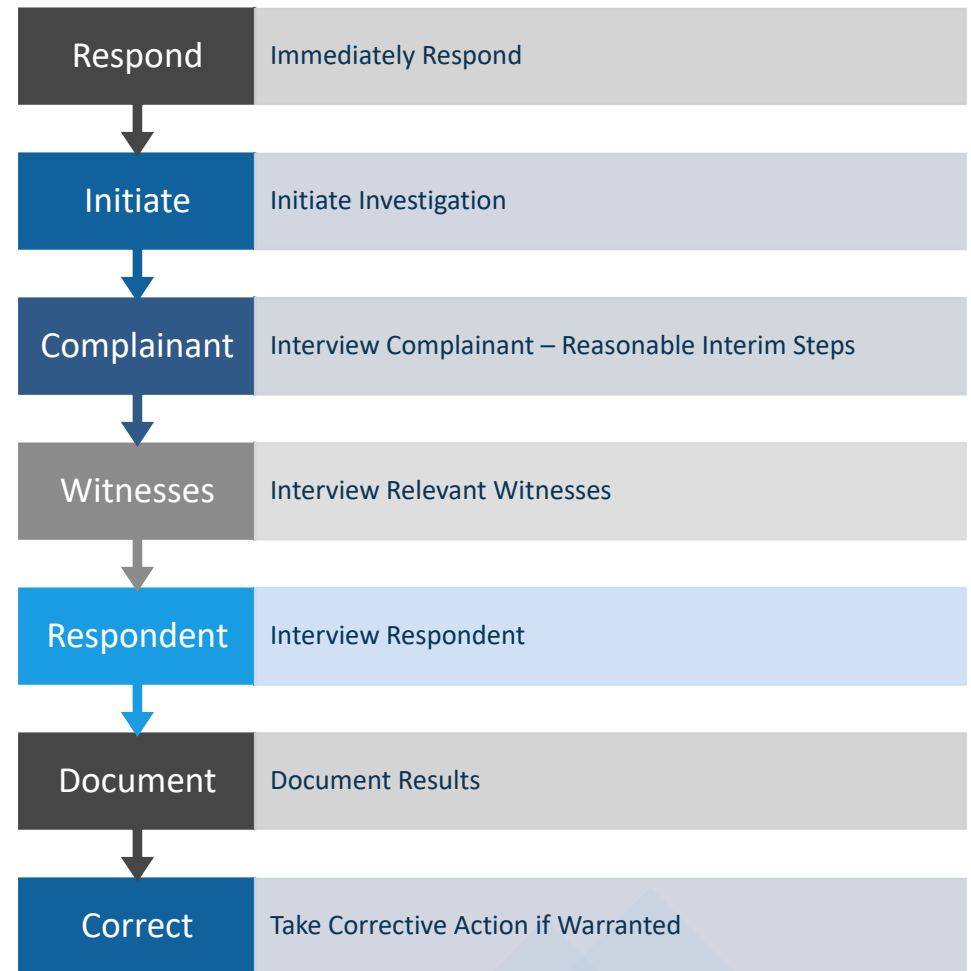 Respond
Immediately Respond
Initiate
Initiate Investigation
Complainant
Interview Complainant – Reasonable Interim Steps
Witnesses
Interview Relevant Witnesses
Respondent
Interview Respondent
Document
Document Results
Correct
Take Corrective Action if Warranted